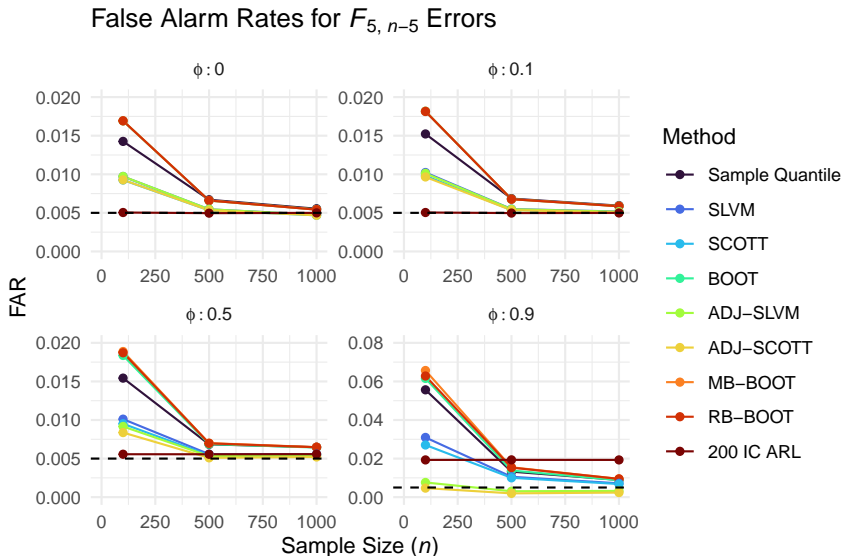 False Alarm Rates for F5, n−5 Errors
ϕ : 0
ϕ : 0.1
0.020
0.015
0.010
0.005
0.000
0 250 500 750 1000
0.020
0.015
0.010
0.005
0.000
0 250 500 750 1000
FAR
ϕ : 0.5
ϕ : 0.9
0.020
0.015
0.010
0.005
0.000
0 250 500 750 1000
0.08
0.06
0.04
0.02
0.00
0 250 500 750 1000
Sample Size (n)
Method
Sample Quantile
SLVM
SCOTT
BOOT
ADJ−SLVM
ADJ−SCOTT
MB−BOOT
RB−BOOT
200 IC ARL